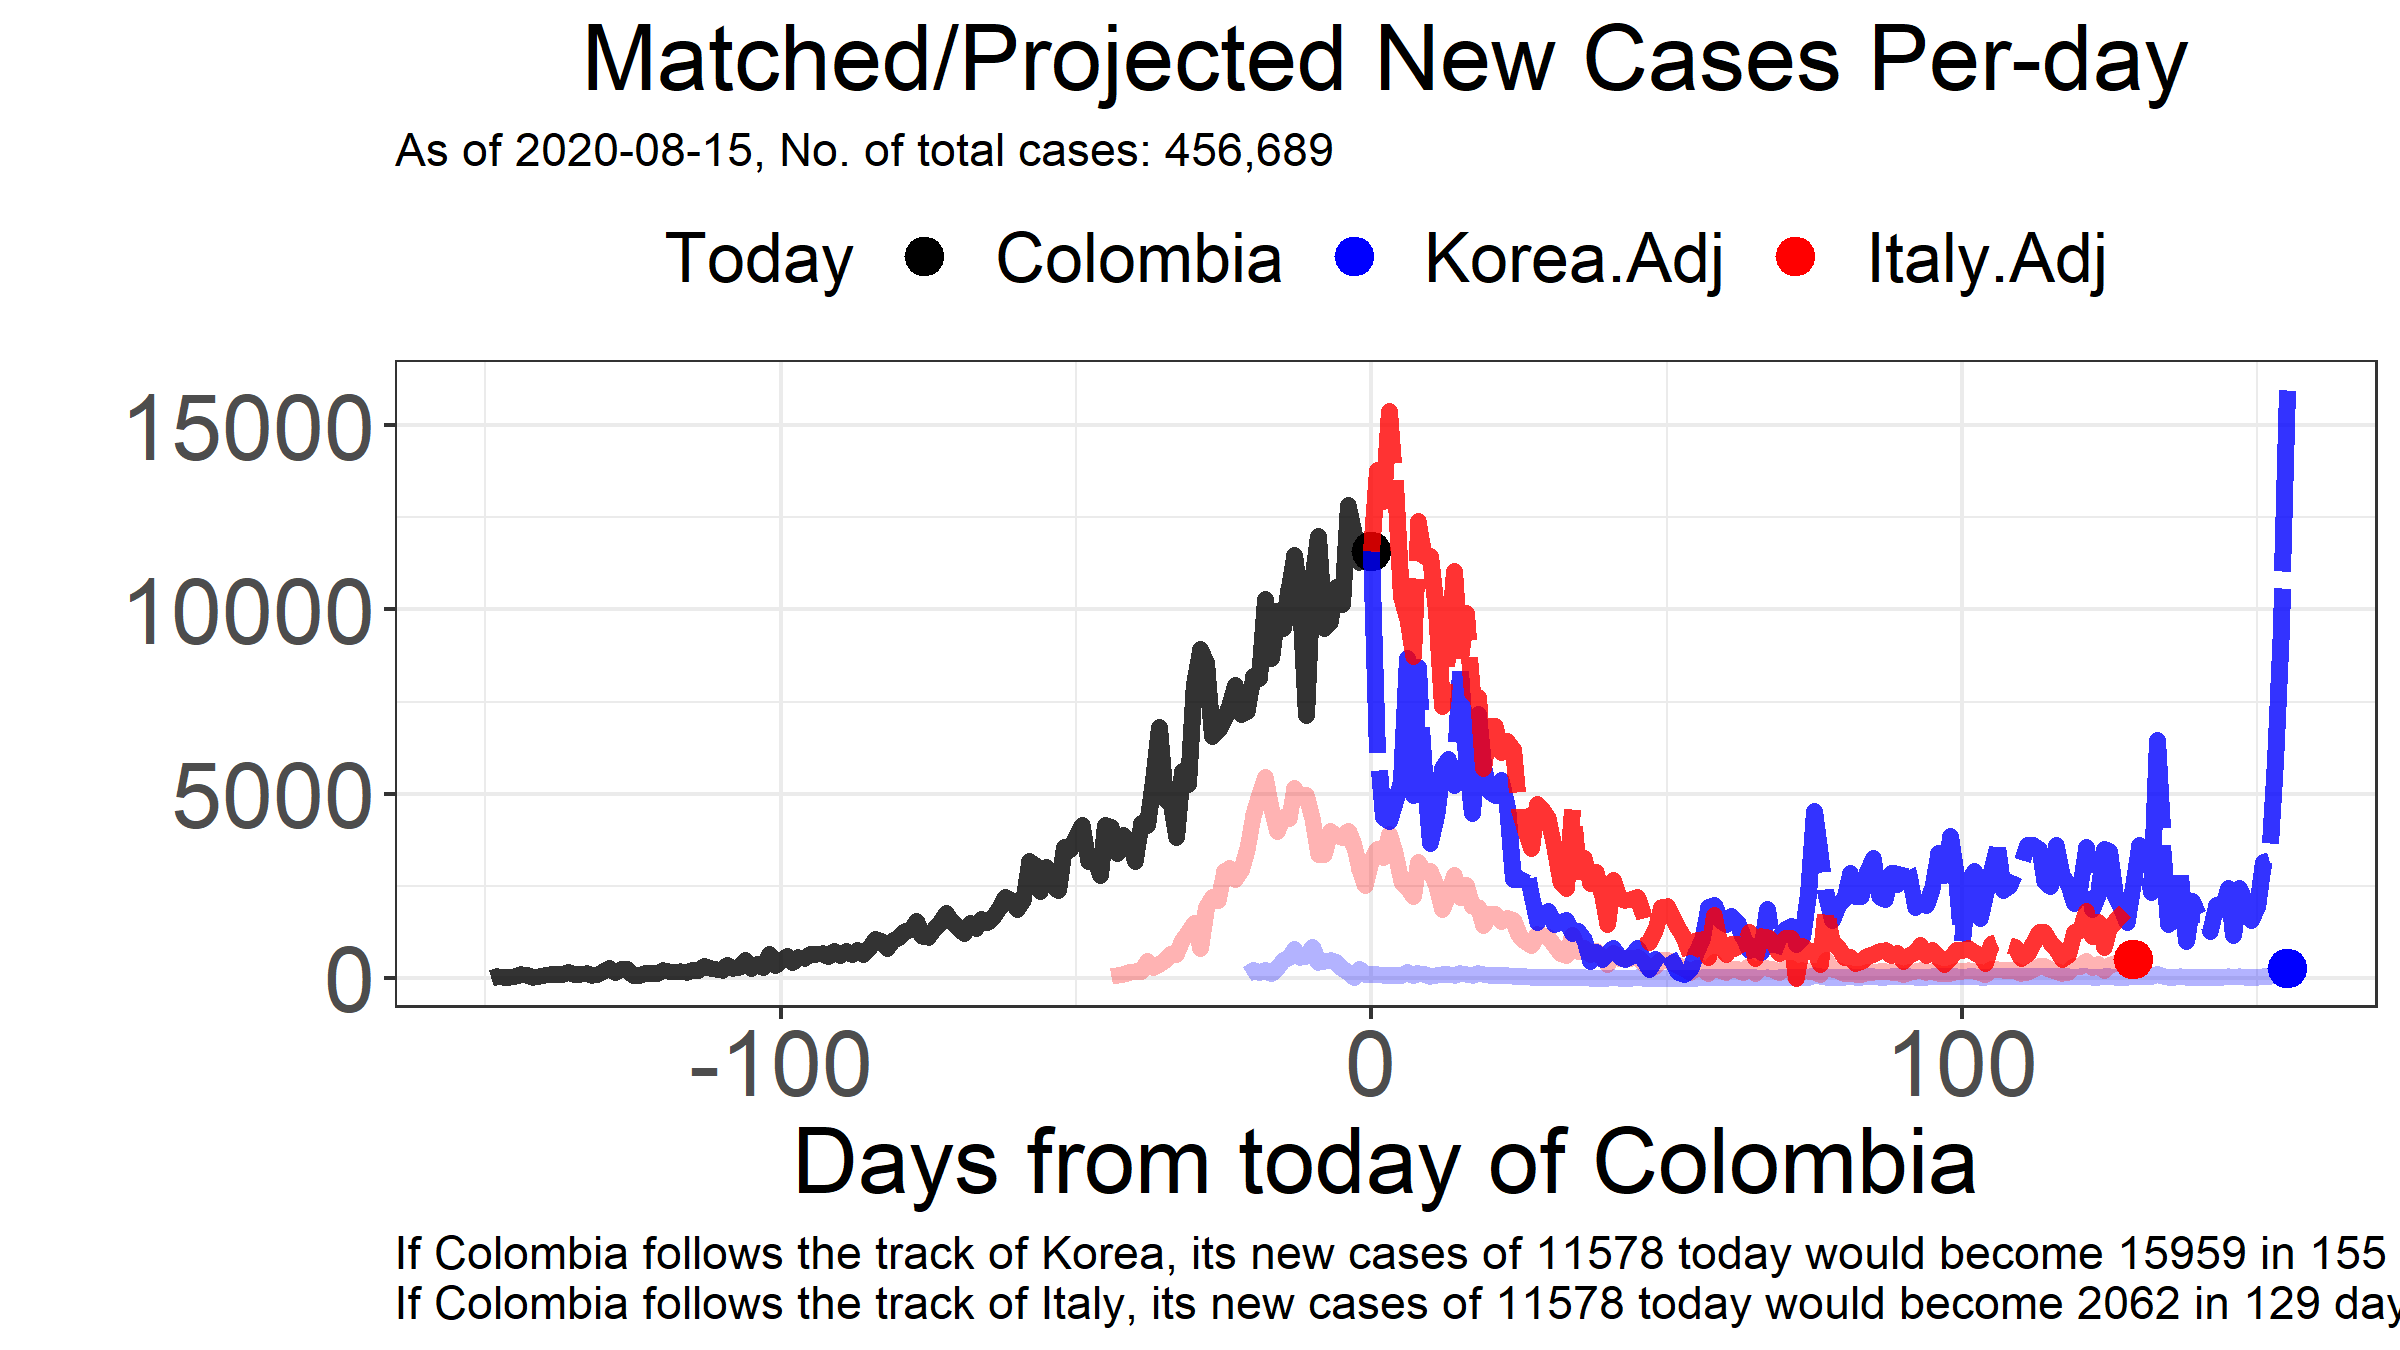 Matched/Projected New Cases Per-day
As of 2020-08-15, No. of total cases: 456,689
Today Colombia Korea.Adj Italy.Adj
15000
10000
5000
0
-100 0 100
Days from today of Colombia
If Colombia follows the track of Korea, its new cases of 11578 today would become 15959 in 155
If Colombia follows the track of Italy, its new cases of 11578 today would become 2062 in 129 day